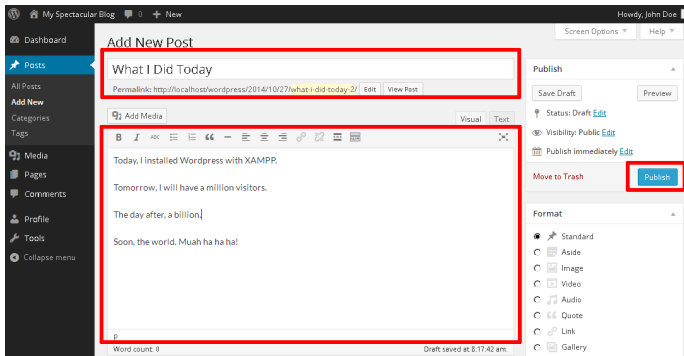 My Spectacular Blog 0 + New Howdy, John Doe
Screen Options Help
Dashboard
Posts
All Posts
Add New
Categories
Tags
Media
Pages
Comments
Profile
Tools
Collapse menu
Add New Post
What I Did Today
Permalink: http://localhost/wordpress/2014/10/27/what-i-did-today-2/ Edit View Post
Add Media
Visual Text
B I ABC
Today, I installed Wordpress with XAMPP.
Tomorrow, I will have a million visitors.
The day after, a billion.
Soon, the world. Muah ha ha ha!
p
Word count: 0 Draft saved at 8:17:42 am.
Publish
Save Draft Preview
Status: Draft Edit
Visibility: Public Edit
Publish immediately Edit
Move to Trash Publish
Format
Standard
Aside
Image
Video
Audio
Quote
Link
Gallery